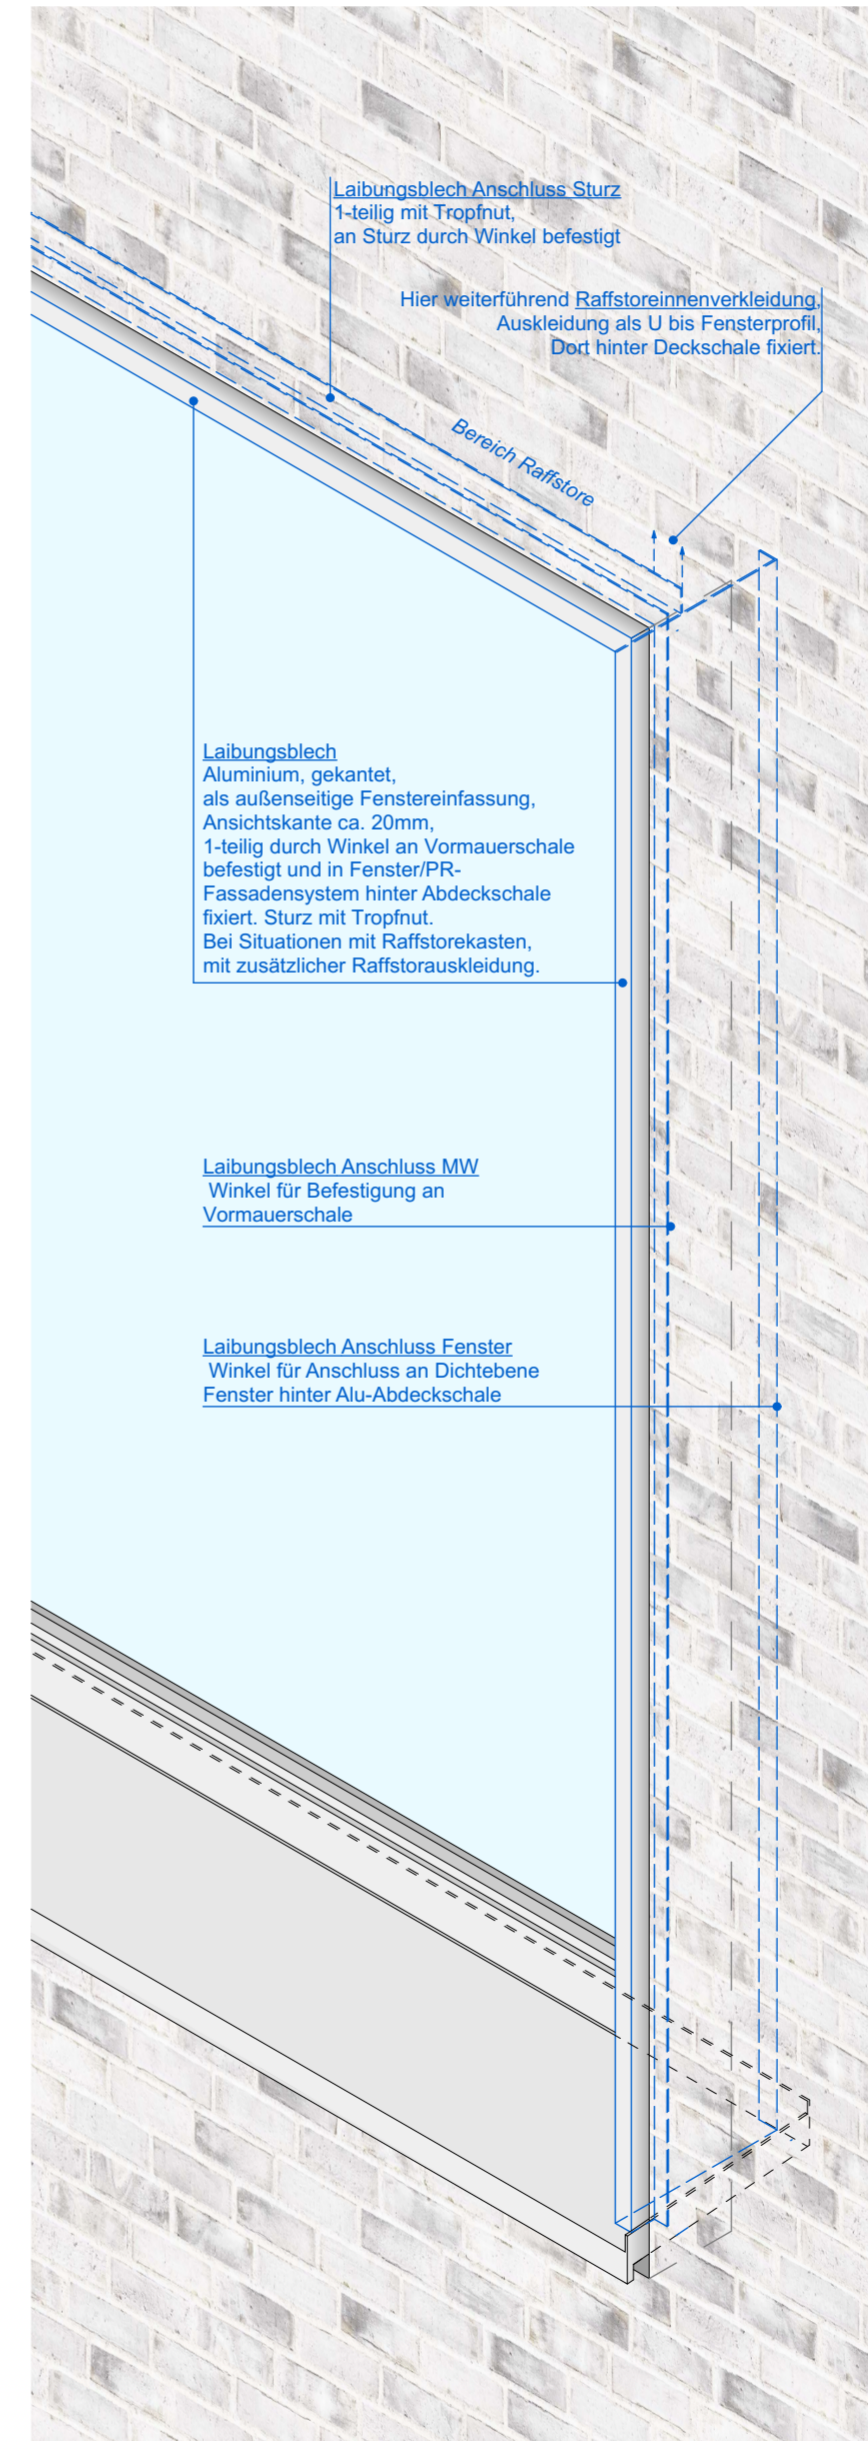 Laibungsblech Anschluss Sturz
1-teilig mit Tropfnut,
an Sturz durch Winkel befestigt
Hier weiterführend Raffstoreinnenverkleidung,
Auskleidung als U bis Fensterprofil,
Dort hinter Deckschale fixiert.
Bereich Raffstore
Laibungsblech
Aluminium, gekantet,
als außenseitige Fenstereinfassung,
Ansichtskante ca. 20mm,
1-teilig durch Winkel an Vormauerschale
befestigt und in Fenster/PR-
Fassadensystem hinter Abdeckschale
fixiert. Sturz mit Tropfnut.
Bei Situationen mit Raffstorekasten,
mit zusätzlicher Raffstorauskleidung.
Laibungsblech Anschluss MW
Winkel für Befestigung an
Vormauerschale
Laibungsblech Anschluss Fenster
Winkel für Anschluss an Dichtebene
Fenster hinter Alu-Abdeckschale